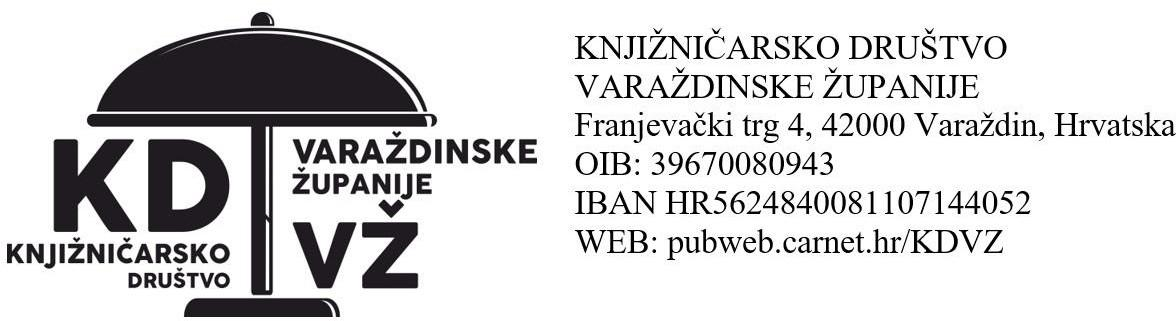 KD
KNJIŽNIČARSKO
DRUŠTVO
VARAŽDINSKE
ŽUPANIJE
VŽ
KNJIŽNIČARSKO DRUŠTVO
VARAŽDINSKE ŽUPANIJE
Franjevački trg 4, 42000 Varaždin, Hrvatska
OIB: 39670080943
IBAN HR5624840081107144052
WEB: pubweb.carnet.hr/KDVZ